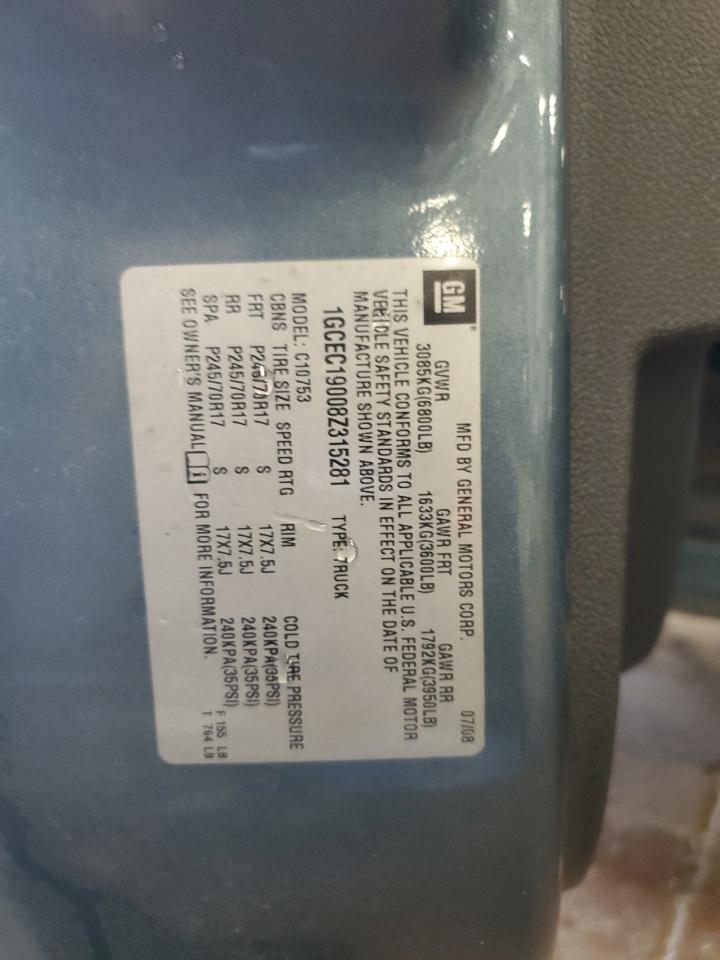 GM
MFD BY GENERAL MOTORS CORP. 07/08
GVWR GAWR FRT GAWR RR
3085KG(6800LB) 1633KG(3600LB) 1792KG(3950LB)
THIS VEHICLE CONFORMS TO ALL APPLICABLE U.S. FEDERAL MOTOR
VEHICLE SAFETY STANDARDS IN EFFECT ON THE DATE OF
MANUFACTURE SHOWN ABOVE.
1GCEC19008Z315281 TYPE: TRUCK
MODEL: C10753
CBNS TIRE SIZE SPEED RTG RIM COLD TIRE PRESSURE
FRT P245/70R17 S 17X7.5J 240KPA(35PSI)
RR P245/70R17 S 17X7.5J 240KPA(35PSI)
SPA P245/70R17 S 17X7.5J 240KPA(35PSI)
SEE OWNER'S MANUAL i FOR MORE INFORMATION.
F 155 LB
T 764 LB